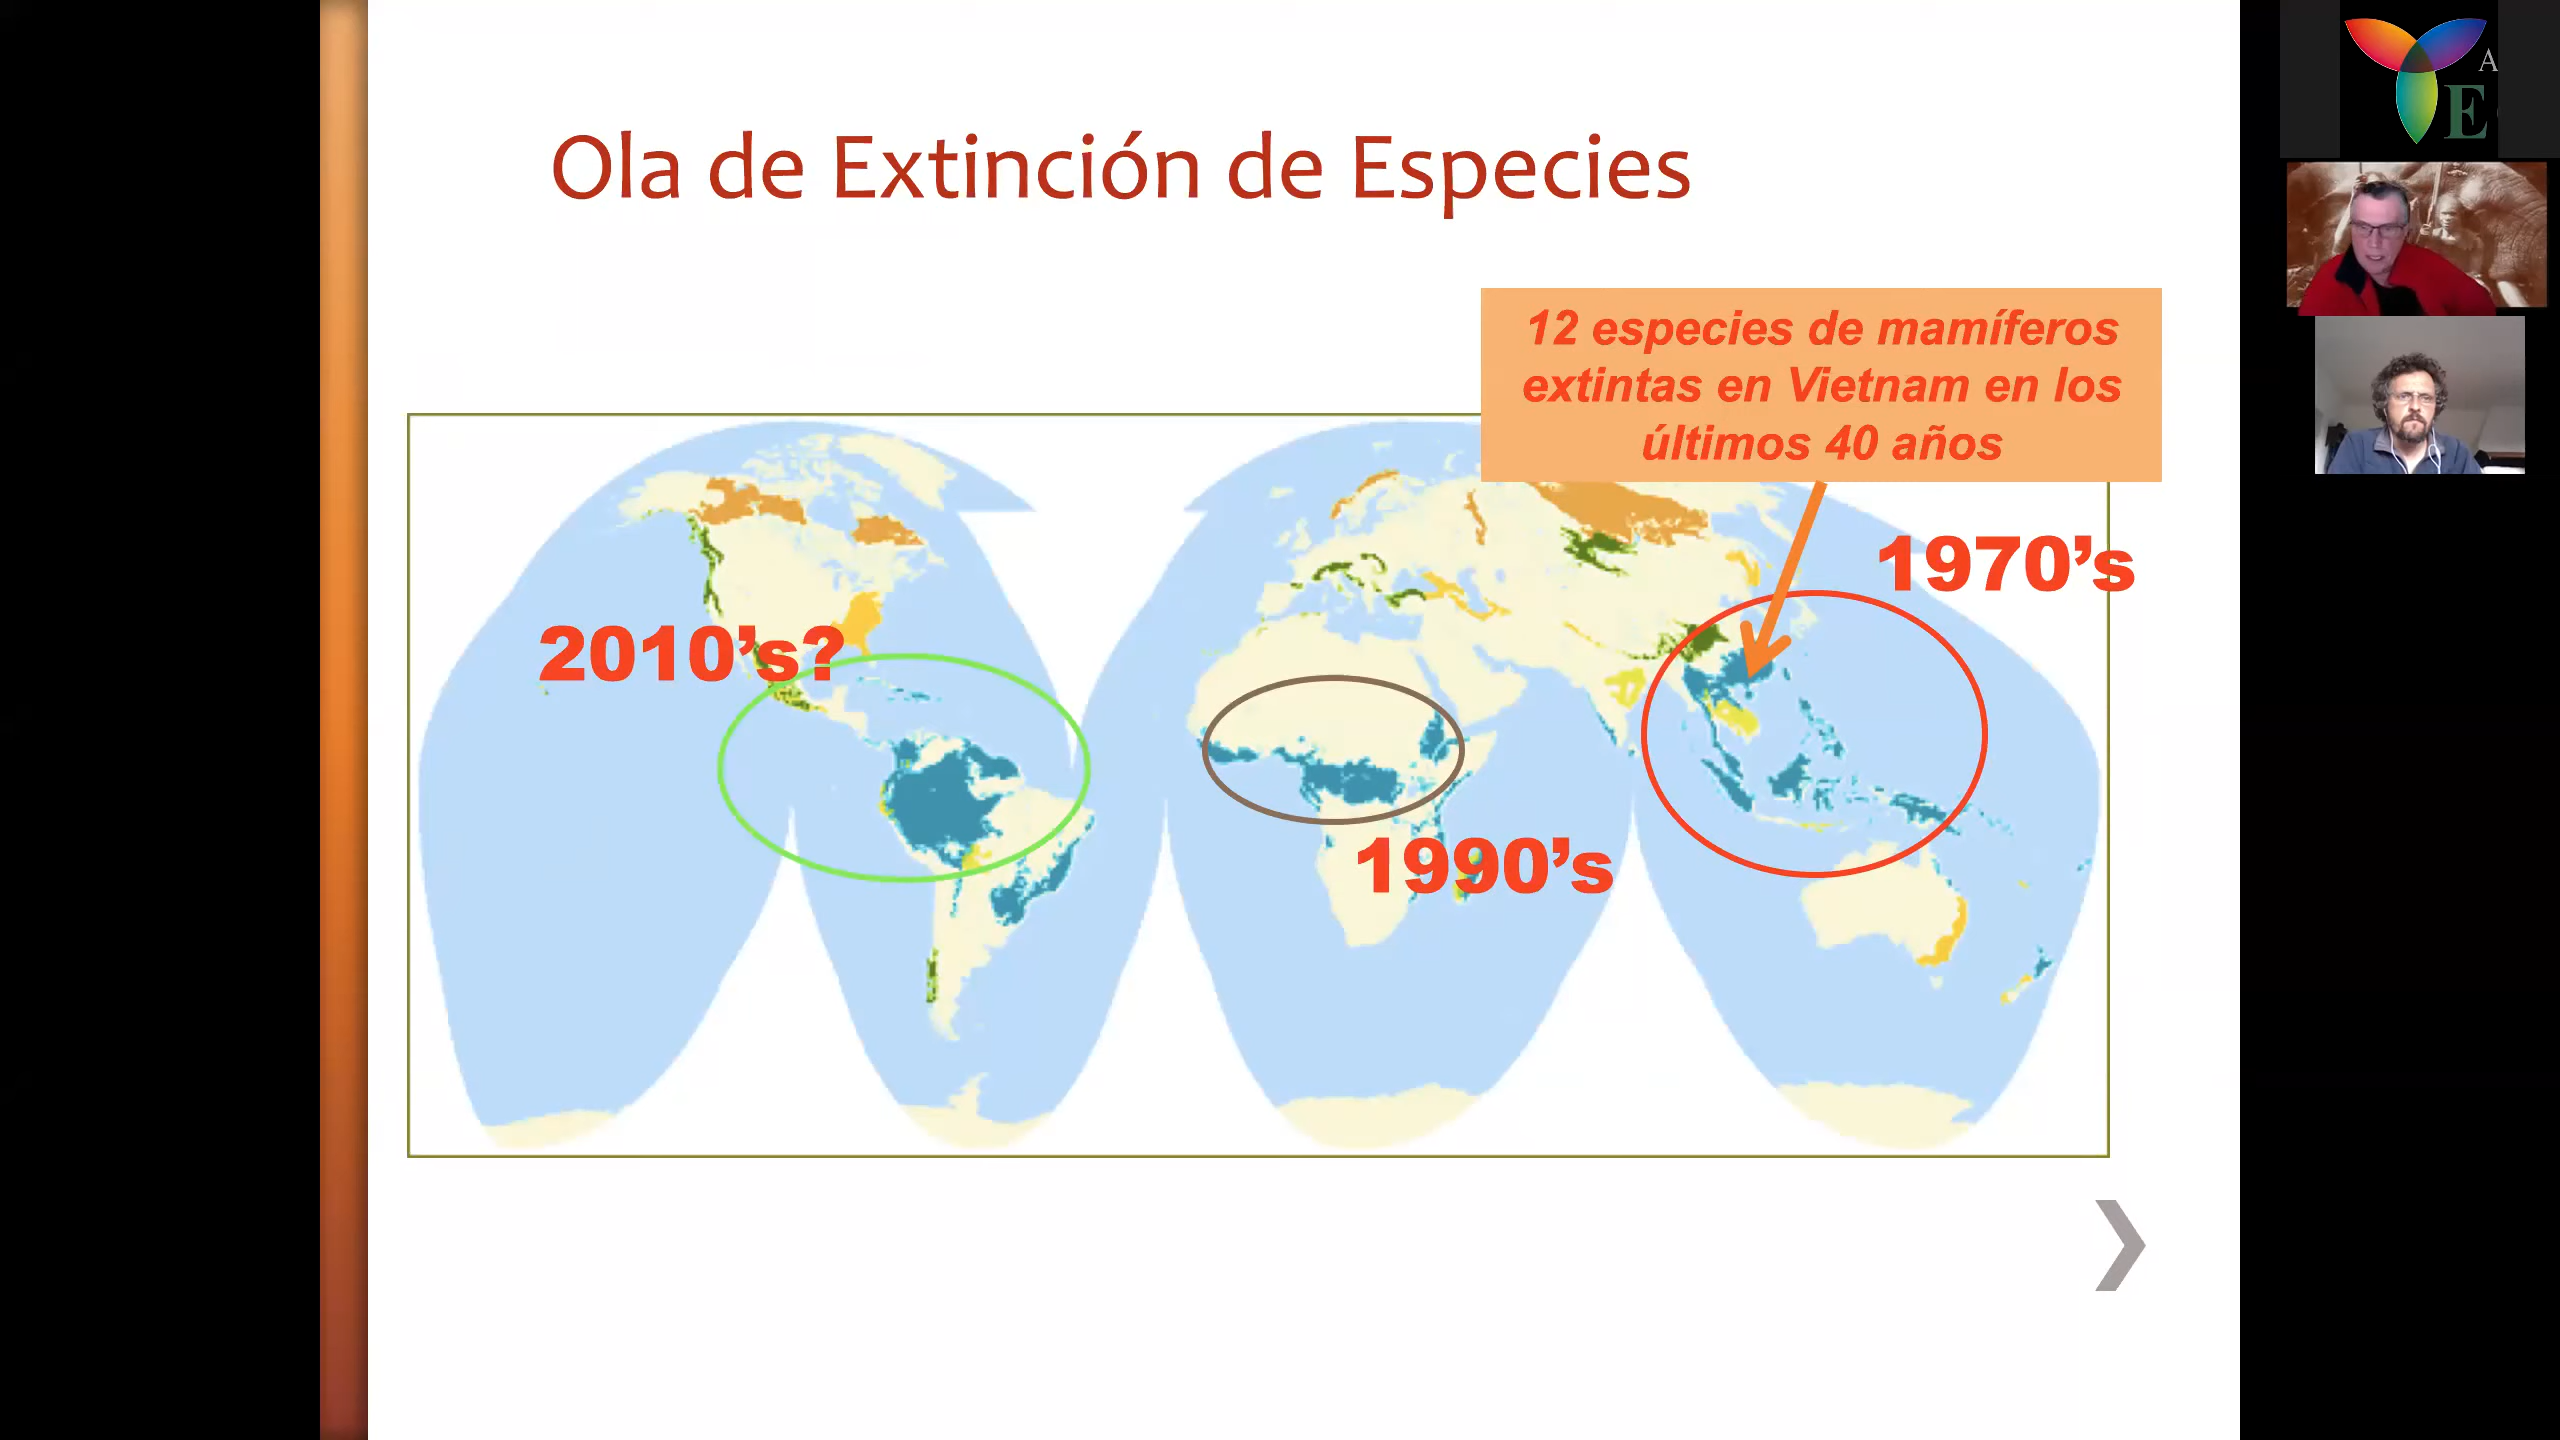 Ola de Extinción de Especies
12 especies de mamíferos
extintas en Vietnam en los
últimos 40 años
1970’s
2010’s?
1990’s
A
E